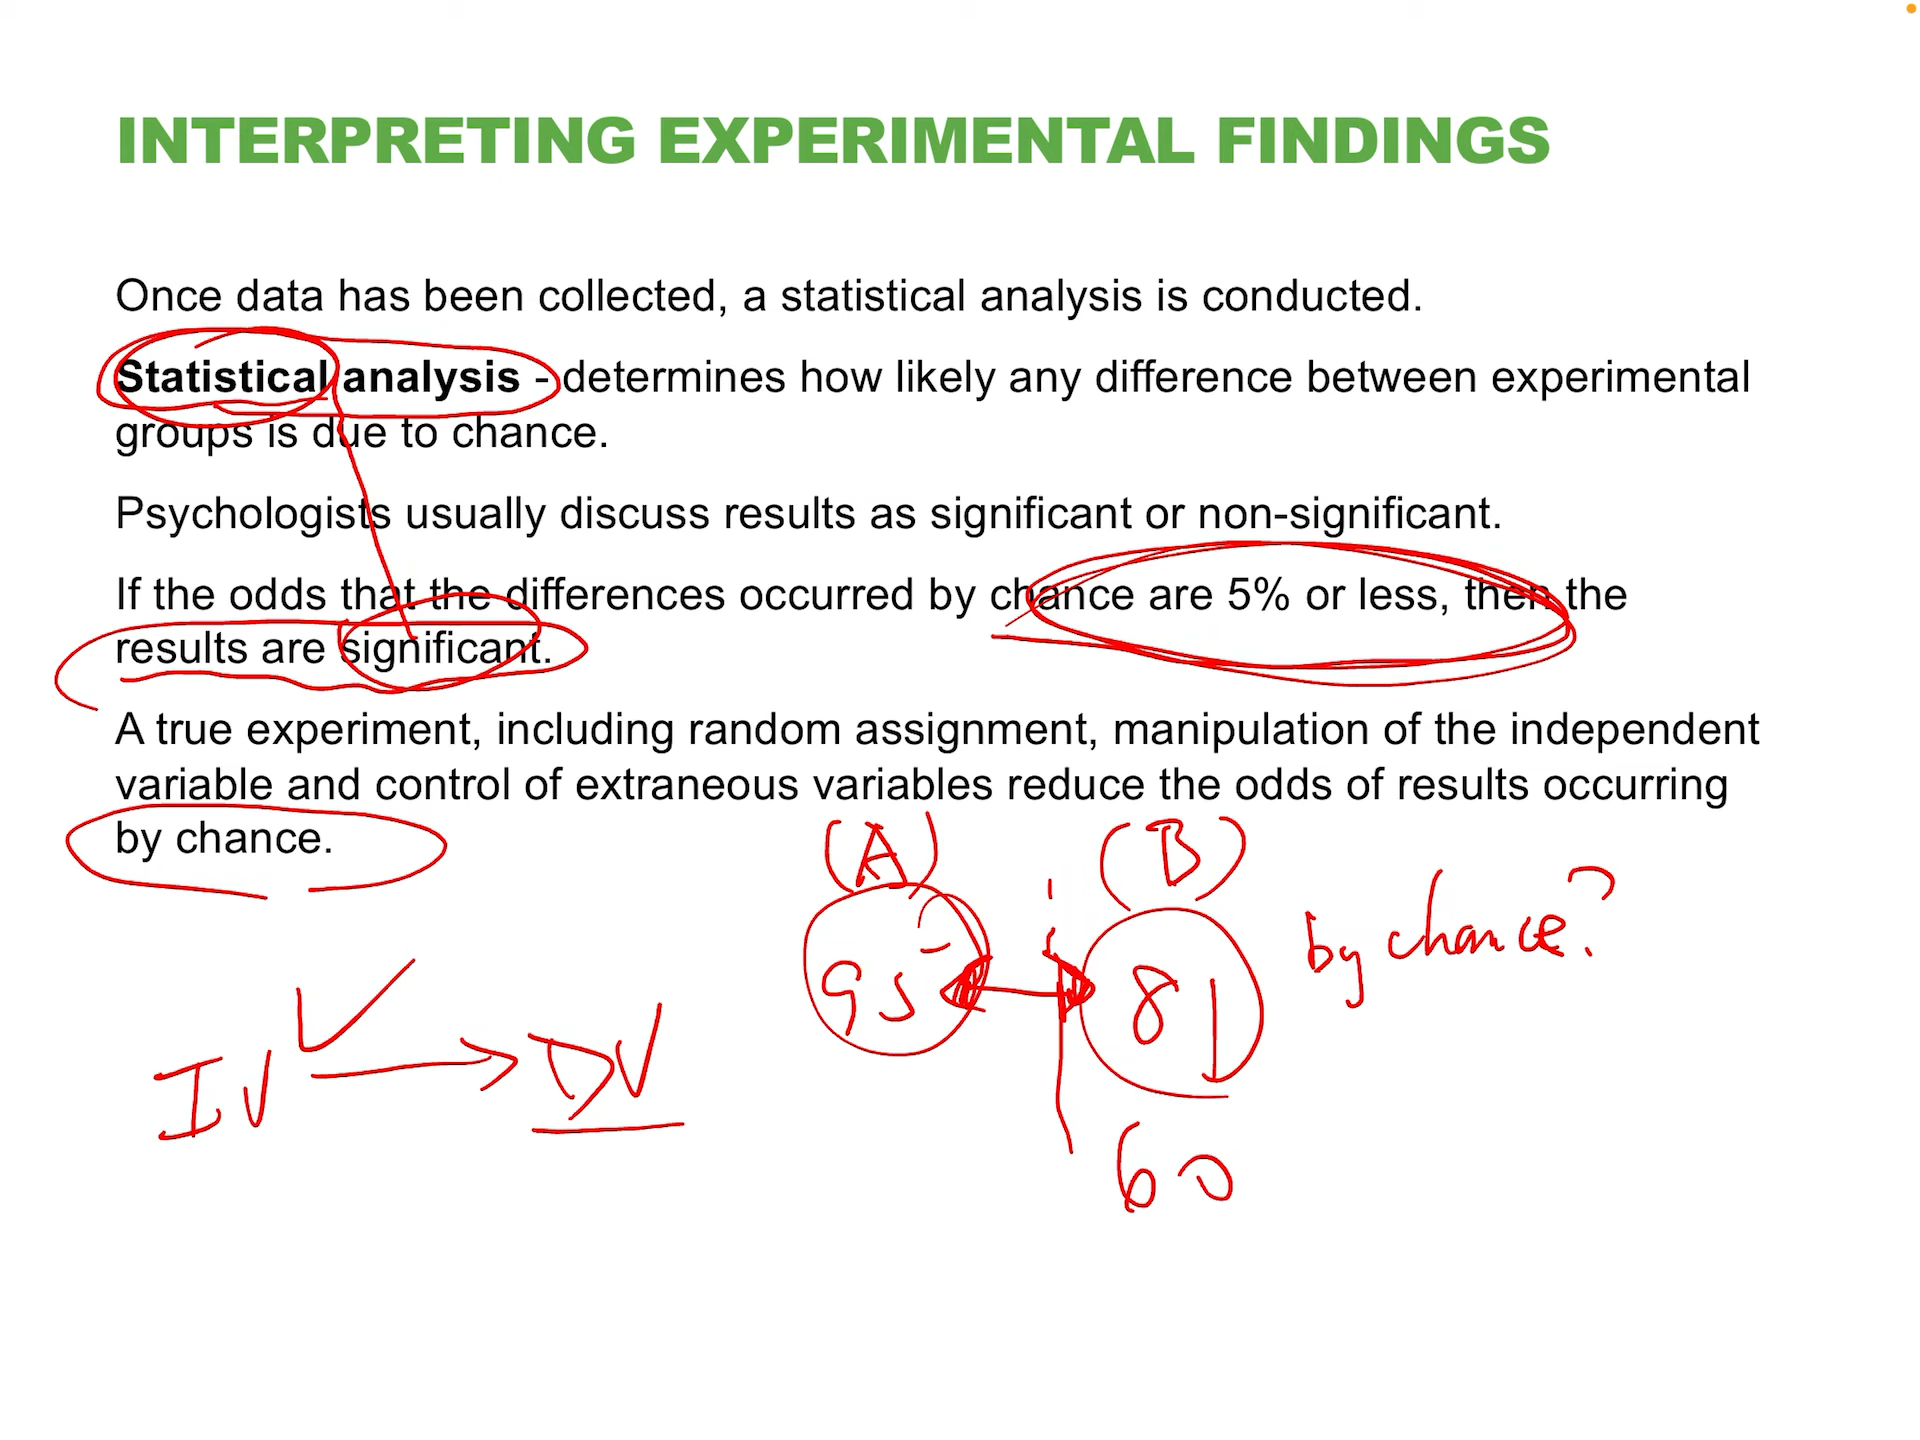 INTERPRETING EXPERIMENTAL FINDINGS
Once data has been collected, a statistical analysis is conducted.
Statistical analysis - determines how likely any difference between experimental
groups is due to chance.
Psychologists usually discuss results as significant or non-significant.
If the odds that the differences occurred by chance are 5% or less, then the
results are significant.
A true experiment, including random assignment, manipulation of the independent
variable and control of extraneous variables reduce the odds of results occurring
by chance.
(A) (B)
by chance?
95 81
IV → DV
60